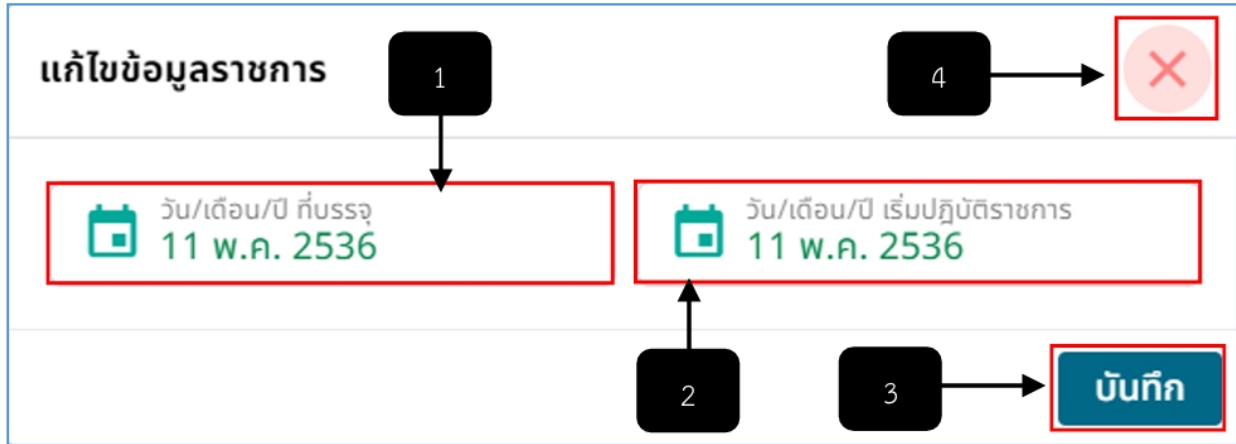 แก้ไขข้อมูลราชการ
1
4
วัน/เดือน/ปี ที่บรรจุ
11 พ.ค. 2536
วัน/เดือน/ปี เริ่มปฏิบัติราชการ
11 พ.ค. 2536
2
3
บันทึก